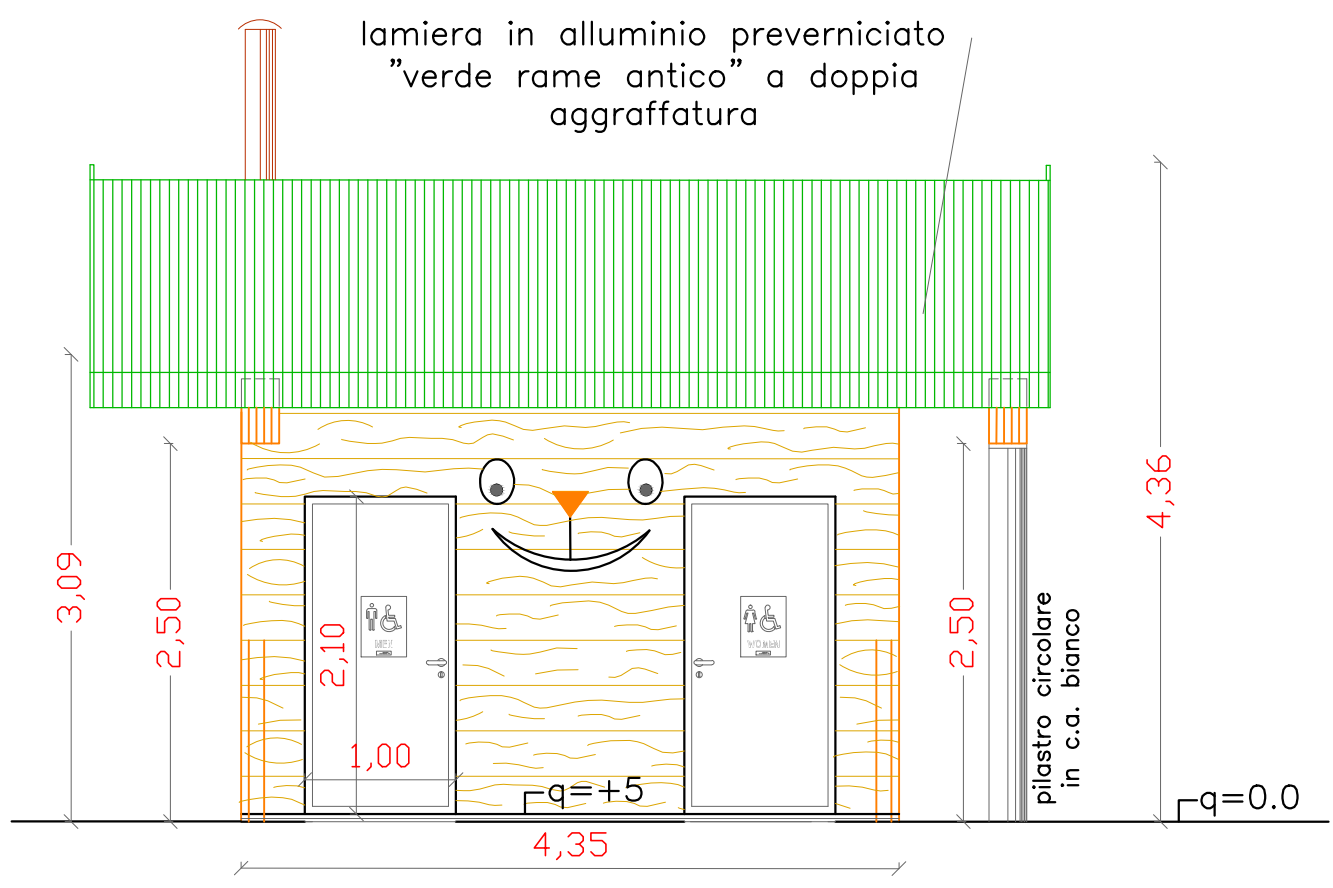 lamiera in alluminio preverniciato
”verde rame antico” a doppia
aggraffatura
3,09
2,50
2,10
1,00
q=+5
4,35
2,50
pilastro circolare
in c.a. bianco
4,36
q=0.0